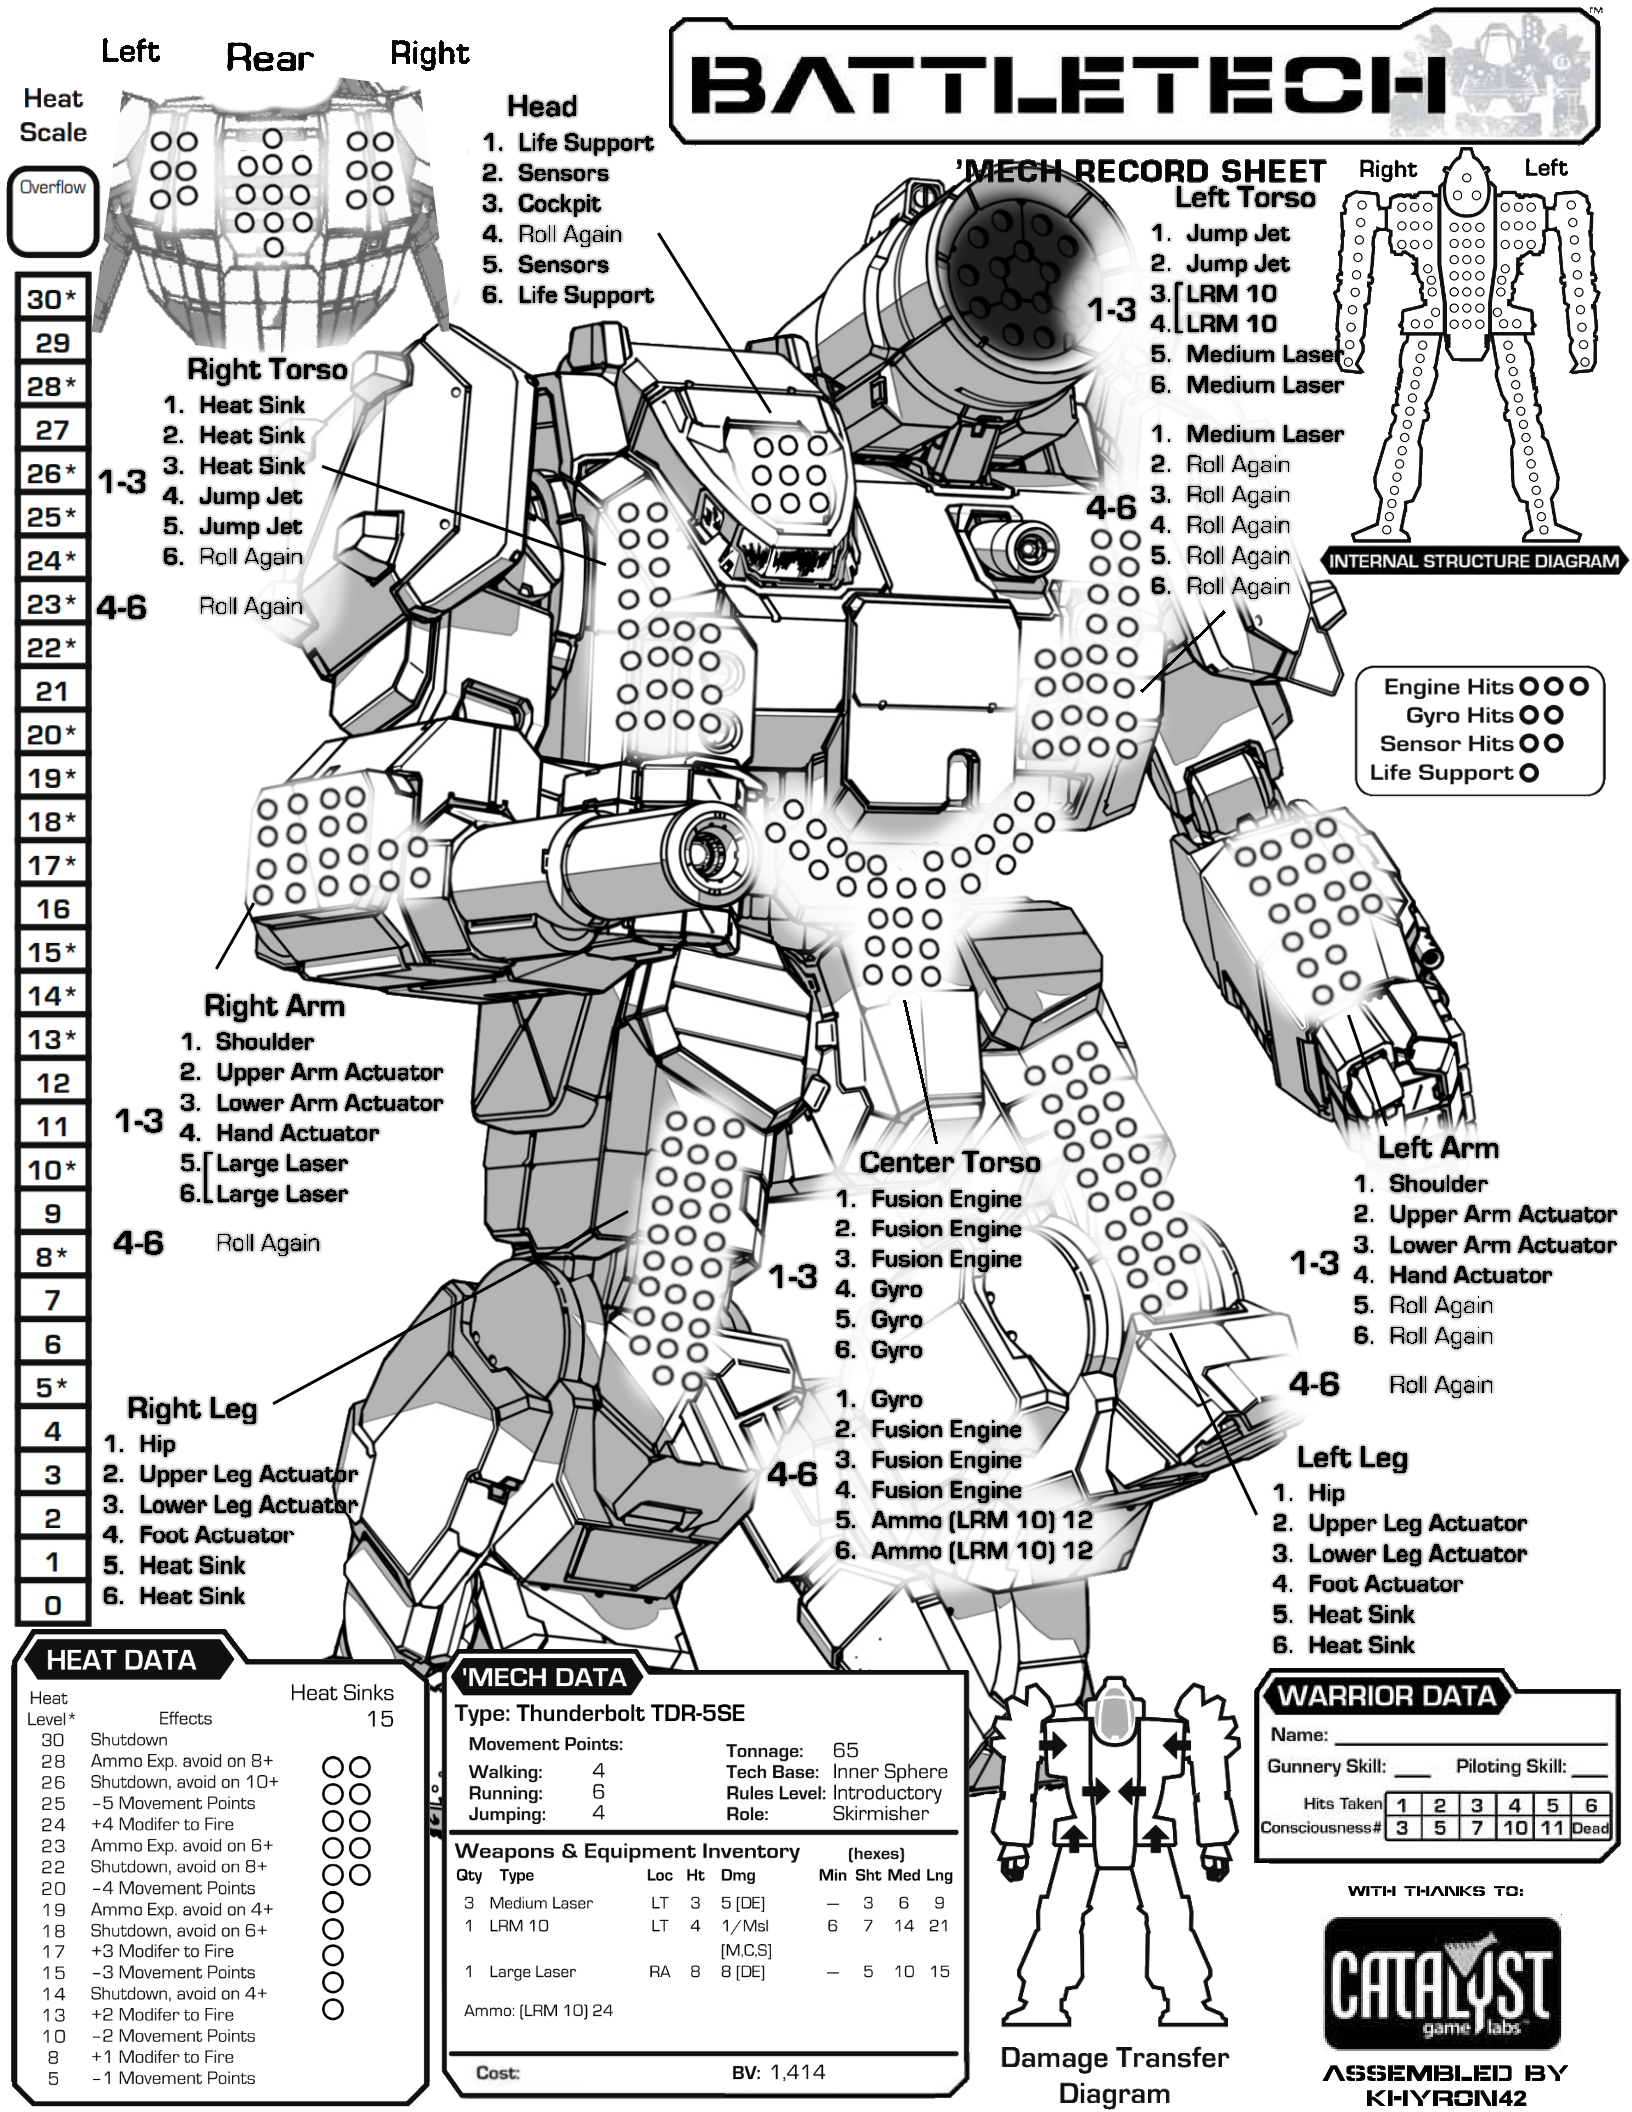 BATTLETECH
TM
'MECH RECORD SHEET
Left
Rear
Right
Heat
Scale
Overflow
30*
29
28*
27
26*
25*
24*
23*
22*
21
20*
19*
18*
17*
16
15*
14*
13*
12
11
10*
9
8*
7
6
5*
4
3
2
1
0
Head
1. Life Support
2. Sensors
3. Cockpit
4. Roll Again
5. Sensors
6. Life Support
Right Torso
1-3
1. Heat Sink
2. Heat Sink
3. Heat Sink
4. Jump Jet
5. Jump Jet
6. Roll Again
4-6 Roll Again
Left Torso
1-3
1. Jump Jet
2. Jump Jet
3. LRM 10
4. LRM 10
5. Medium Laser
6. Medium Laser
4-6
1. Medium Laser
2. Roll Again
3. Roll Again
4. Roll Again
5. Roll Again
6. Roll Again
Right
Left
INTERNAL STRUCTURE DIAGRAM
Engine Hits
Gyro Hits
Sensor Hits
Life Support
Right Arm
1-3
1. Shoulder
2. Upper Arm Actuator
3. Lower Arm Actuator
4. Hand Actuator
5. Large Laser
6. Large Laser
4-6 Roll Again
Center Torso
1-3
1. Fusion Engine
2. Fusion Engine
3. Fusion Engine
4. Gyro
5. Gyro
6. Gyro
4-6
1. Gyro
2. Fusion Engine
3. Fusion Engine
4. Fusion Engine
5. Ammo (LRM 10) 12
6. Ammo (LRM 10) 12
Left Arm
1-3
1. Shoulder
2. Upper Arm Actuator
3. Lower Arm Actuator
4. Hand Actuator
5. Roll Again
6. Roll Again
4-6 Roll Again
Right Leg
1. Hip
2. Upper Leg Actuator
3. Lower Leg Actuator
4. Foot Actuator
5. Heat Sink
6. Heat Sink
Left Leg
1. Hip
2. Upper Leg Actuator
3. Lower Leg Actuator
4. Foot Actuator
5. Heat Sink
6. Heat Sink
HEAT DATA
Heat
Level* Effects
Heat Sinks
15
30 Shutdown
28 Ammo Exp. avoid on 8+
26 Shutdown, avoid on 10+
25 -5 Movement Points
24 +4 Modifer to Fire
23 Ammo Exp. avoid on 6+
22 Shutdown, avoid on 8+
20 -4 Movement Points
19 Ammo Exp. avoid on 4+
18 Shutdown, avoid on 6+
17 +3 Modifer to Fire
15 -3 Movement Points
14 Shutdown, avoid on 4+
13 +2 Modifer to Fire
10 -2 Movement Points
8 +1 Modifer to Fire
5 -1 Movement Points
'MECH DATA
Type: Thunderbolt TDR-5SE
Movement Points:
Walking: 4
Running: 6
Jumping: 4
Tonnage: 65
Tech Base: Inner Sphere
Rules Level: Introductory
Role: Skirmisher
Weapons & Equipment Inventory (hexes)
Qty Type Loc Ht Dmg Min Sht Med Lng
3 Medium Laser LT 3 5 [DE] — 3 6 9
1 LRM 10 LT 4 1/Msl 6 7 14 21
[M,C,S]
1 Large Laser RA 8 8 [DE] — 5 10 15
Ammo: (LRM 10) 24
Cost: BV: 1,414
Damage Transfer
Diagram
WARRIOR DATA
Name:
Gunnery Skill: Piloting Skill:
Hits Taken 1 2 3 4 5 6
Consciousness# 3 5 7 10 11 Dead
WITH THANKS TO:
CATALYST
game labs
ASSEMBLED BY
KHYRON42